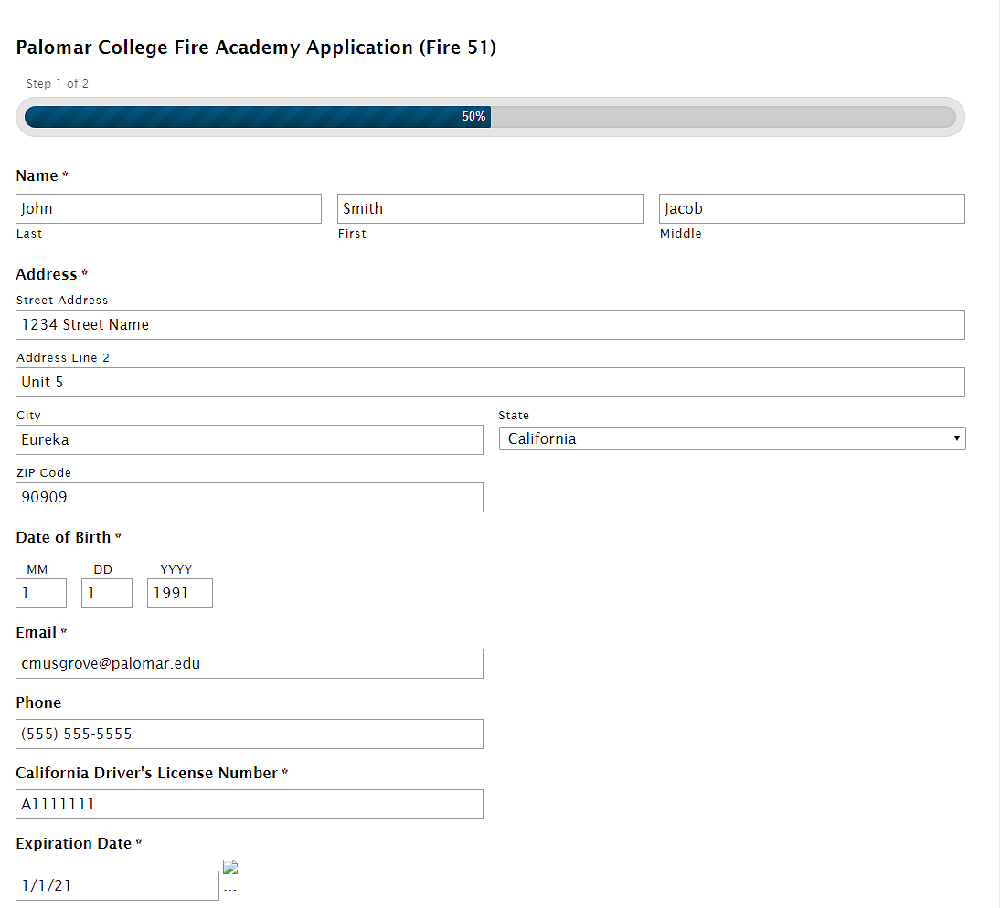 Palomar College Fire Academy Application (Fire 51)
Step 1 of 2
50%
Name *
John Smith Jacob
Last First Middle
Address *
Street Address
1234 Street Name
Address Line 2
Unit 5
City State
Eureka California
ZIP Code
90909
Date of Birth *
MM DD YYYY
1 1 1991
Email *
cmusgrove@palomar.edu
Phone
(555) 555-5555
California Driver's License Number *
A1111111
Expiration Date *
1/1/21 ...